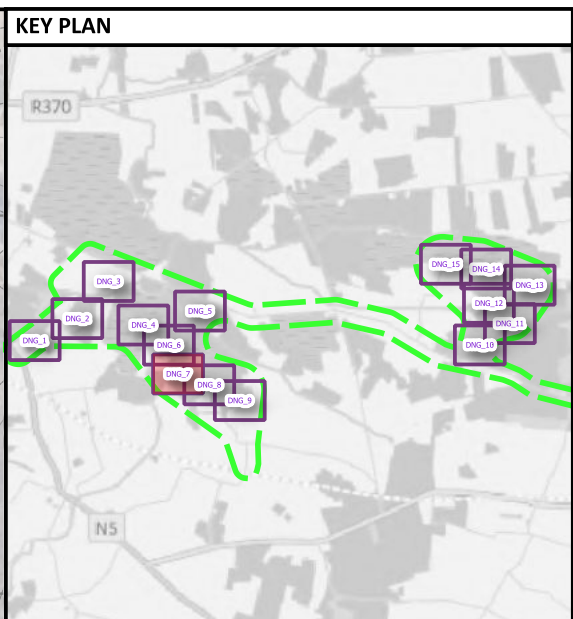 KEY PLAN
R370
DNG_15
DNG_14
DNG_13
DNG_3
DNG_12
DNG_5
DNG_2
DNG_4
DNG_11
DNG_1
DNG_6
DNG_10
DNG_7
DNG_8
DNG_9
N5